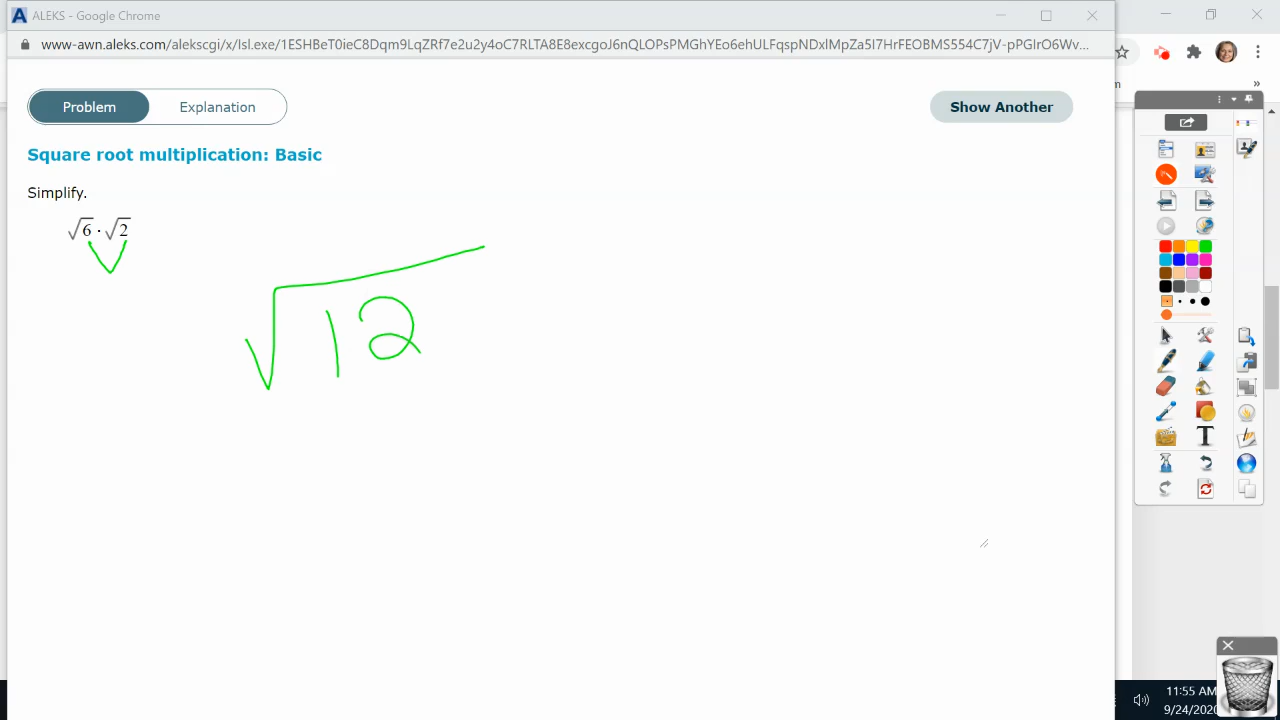 ALEKS - Google Chrome
www-awn.aleks.com/alekscgi/x/lsl.exe/1ESHBeT0ieC8Dqm9LqZRf7e2u2y4oC7RLTA8E8excgoJ6nQLOPsPMGhYEo6ehULFqspNDxlMpZa5I7HrFEOBMS554C7jV-pPGIrO6Wv...
Problem
Explanation
Show Another
Square root multiplication: Basic
Simplify.
√6 · √2
√12
T
11:55 AM
9/24/2020